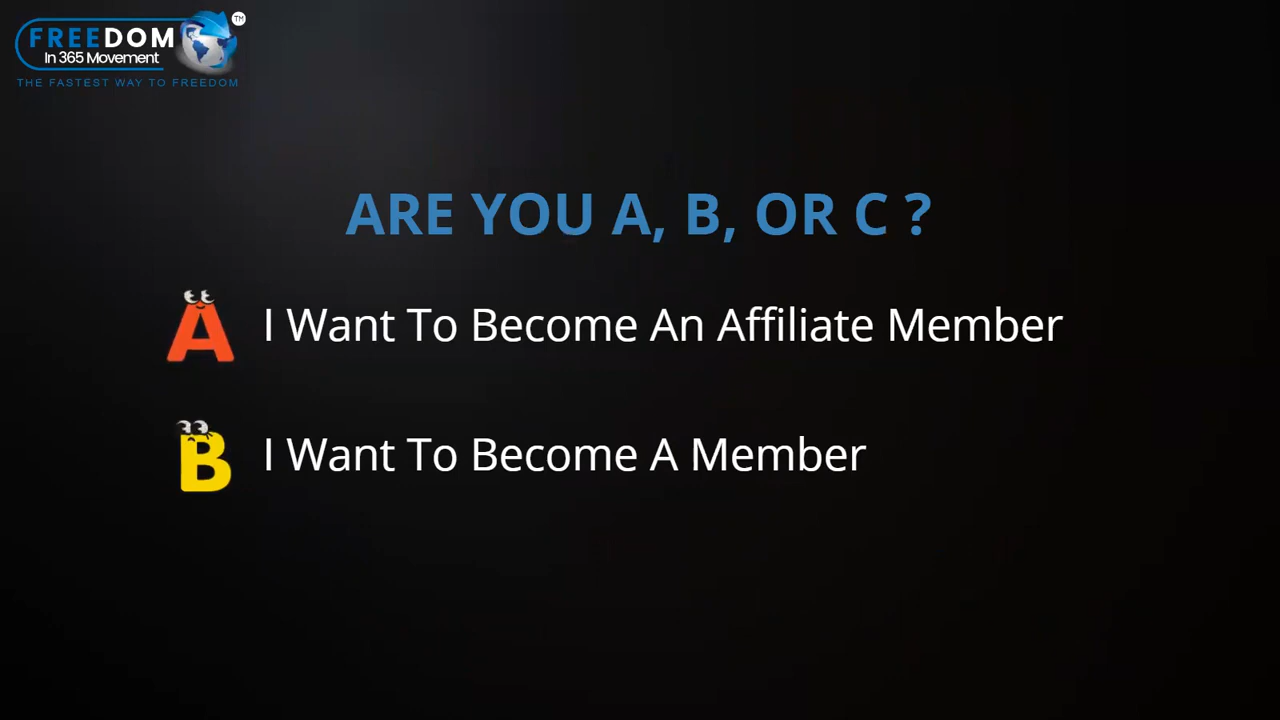 FREEDOM
TM
In 365 Movement
THE FASTEST WAY TO FREEDOM
ARE YOU A, B, OR C ?
A I Want To Become An Affiliate Member
B I Want To Become A Member